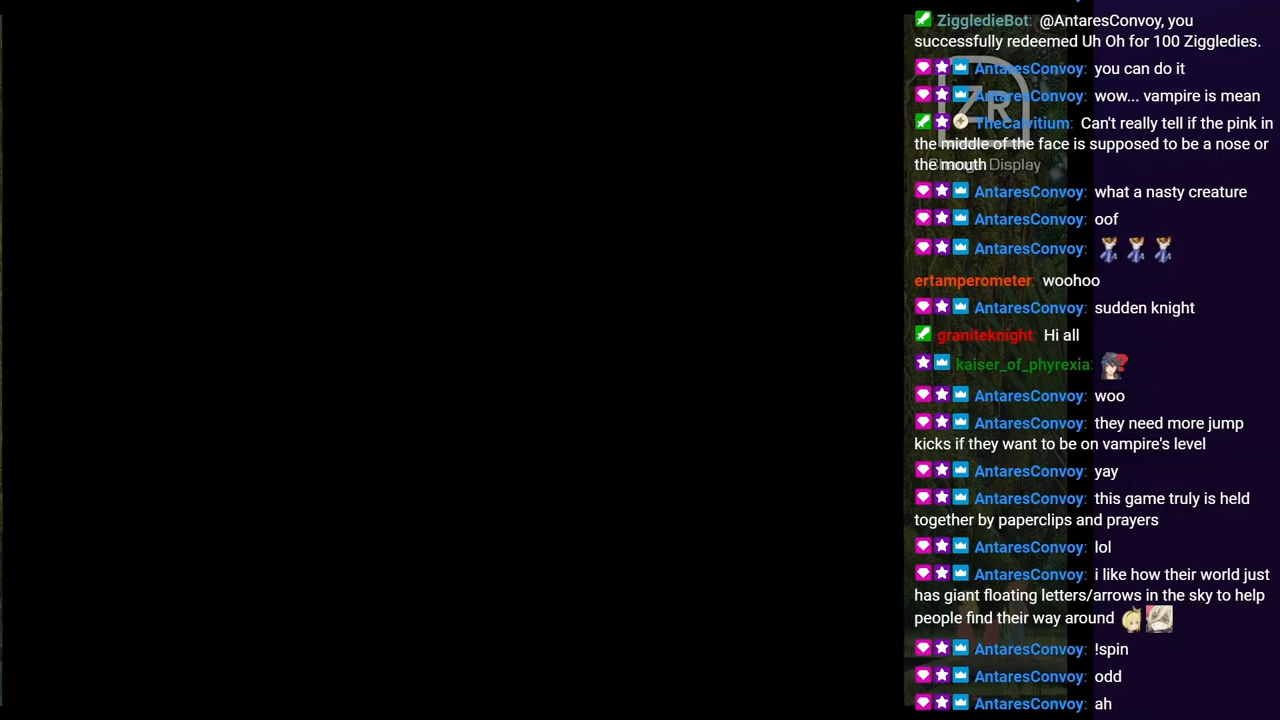 ZiggledieBot: @AntaresConvoy, you
successfully redeemed Uh Oh for 100 Ziggledies.
AntaresConvoy: you can do it
AntaresConvoy: wow... vampire is mean
ZR
TheCalvitium: Can't really tell if the pink in
the middle of the face is supposed to be a nose or
the mouth
Change Display
AntaresConvoy: what a nasty creature
AntaresConvoy: oof
AntaresConvoy:
ertamperometer: woohoo
AntaresConvoy: sudden knight
graniteknight: Hi all
kaiser_of_phyrexia:
AntaresConvoy: woo
AntaresConvoy: they need more jump
kicks if they want to be on vampire's level
AntaresConvoy: yay
AntaresConvoy: this game truly is held
together by paperclips and prayers
AntaresConvoy: lol
AntaresConvoy: i like how their world just
has giant floating letters/arrows in the sky to help
people find their way around
AntaresConvoy: !spin
AntaresConvoy: odd
AntaresConvoy: ah